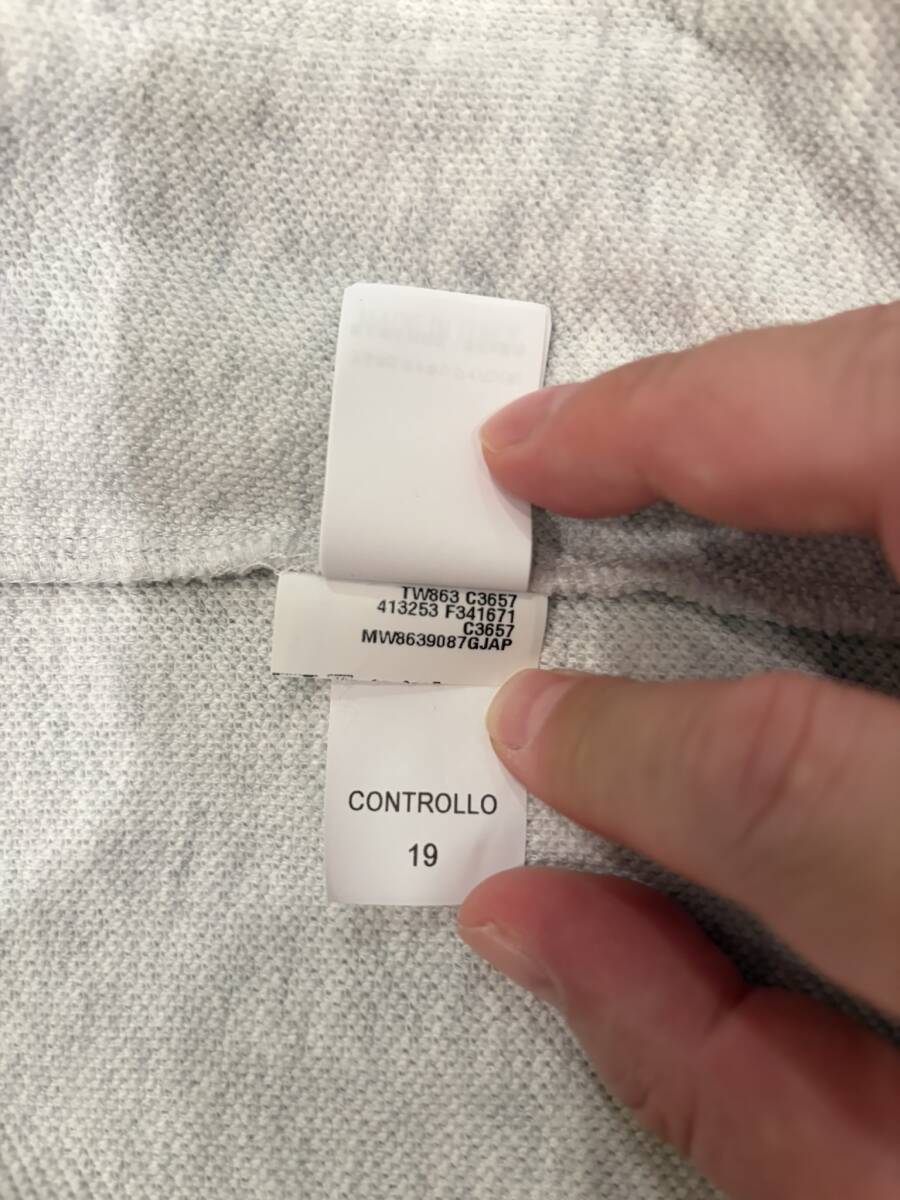 TW863 C3657
413253 F341671
C3657
MW8639087GJAP
CONTROLLO
19